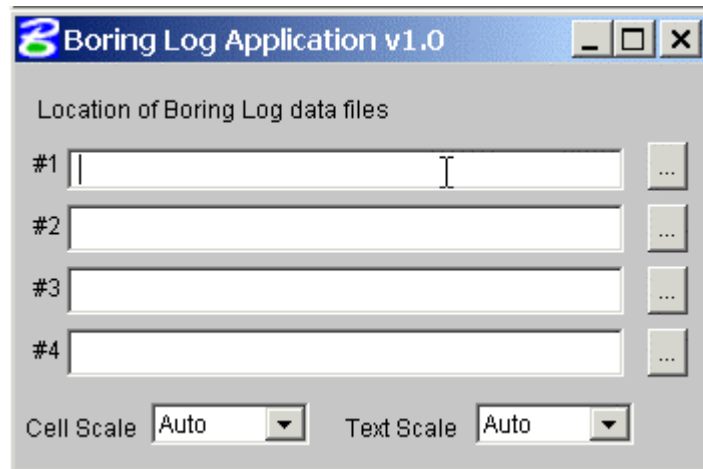 Boring Log Application v1.0
Location of Boring Log data files
#1 ...
#2 ...
#3 ...
#4 ...
Cell Scale Auto Text Scale Auto